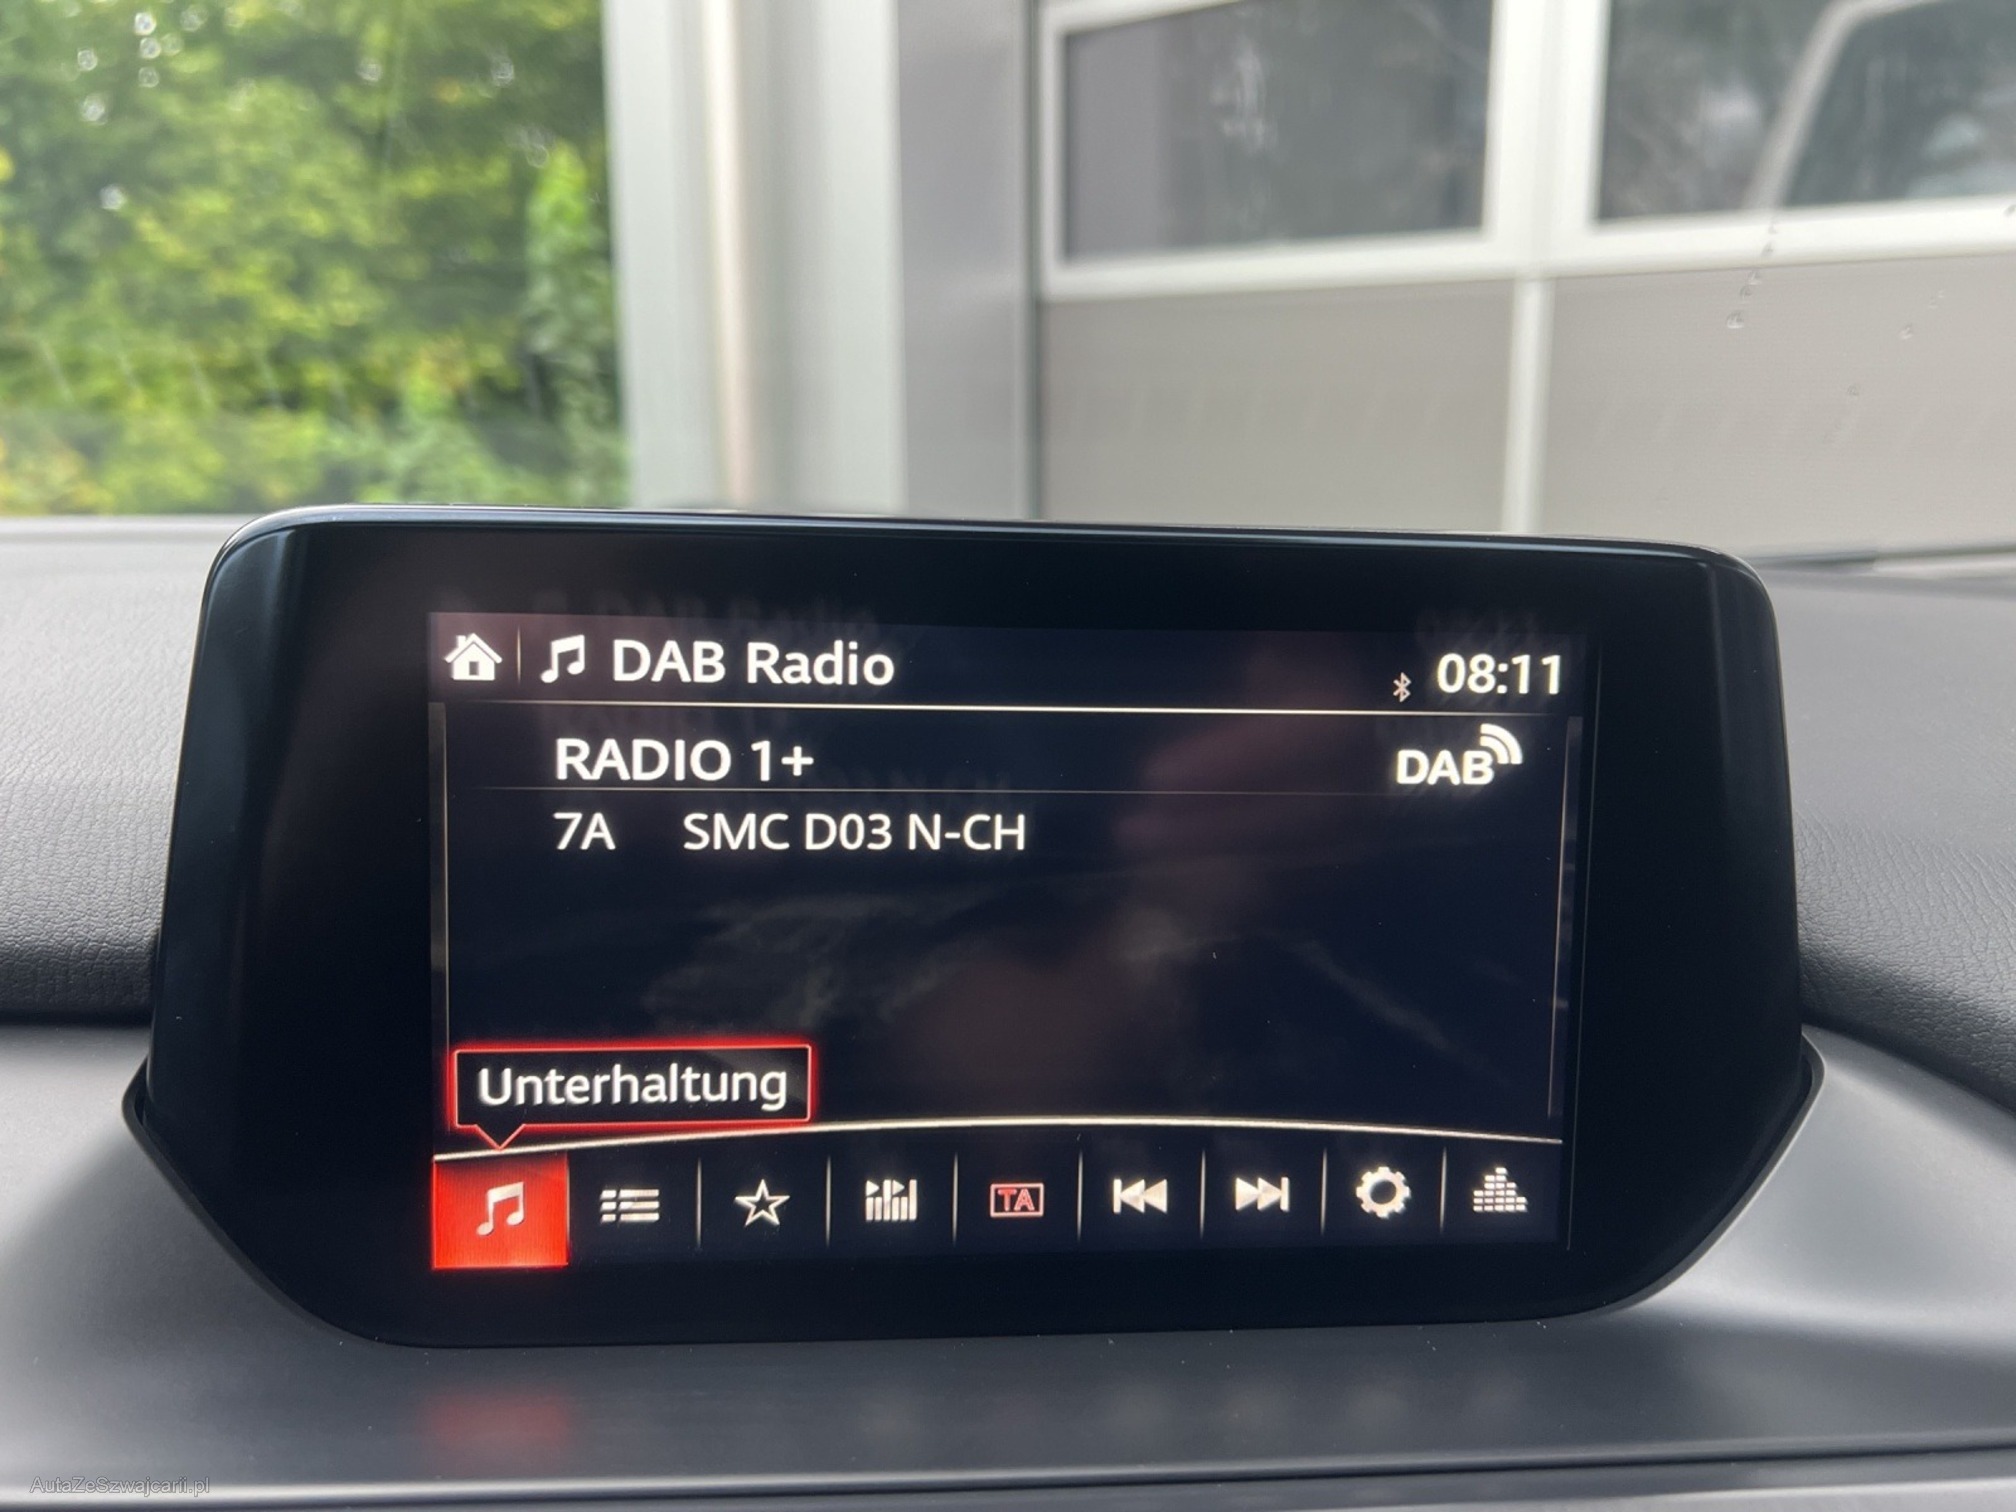 DAB Radio 08:11
RADIO 1+ DAB
7A SMC D03 N-CH
Unterhaltung
TA
AutaZeSzwajcarii.pl